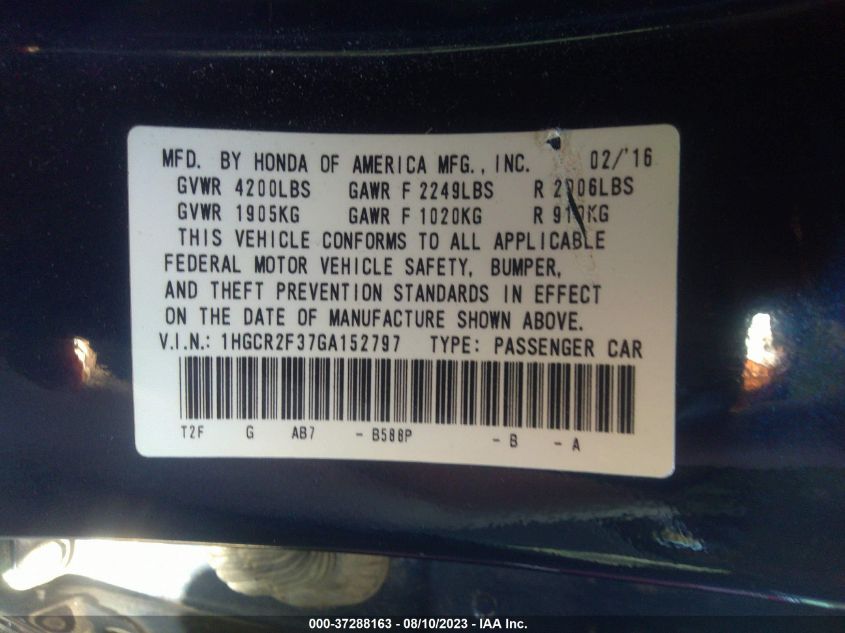 MFD. BY HONDA OF AMERICA MFG., INC. 02/'16
GVWR 4200LBS GAWR F 2249LBS R
GVWR 1905KG GAWR F 1020KG R
THIS VEHICLE CONFORMS TO ALL APPLICABLE
FEDERAL MOTOR VEHICLE SAFETY, BUMPER,
AND THEFT PREVENTION STANDARDS IN EFFECT
ON THE DATE OF MANUFACTURE SHOWN ABOVE.
V.I.N.: 1HGCR2F37GA152797 TYPE: PASSENGER CAR
T2F G AB7 - B588P - B - A
000-37288163 - 08/10/2023 - IAA Inc.